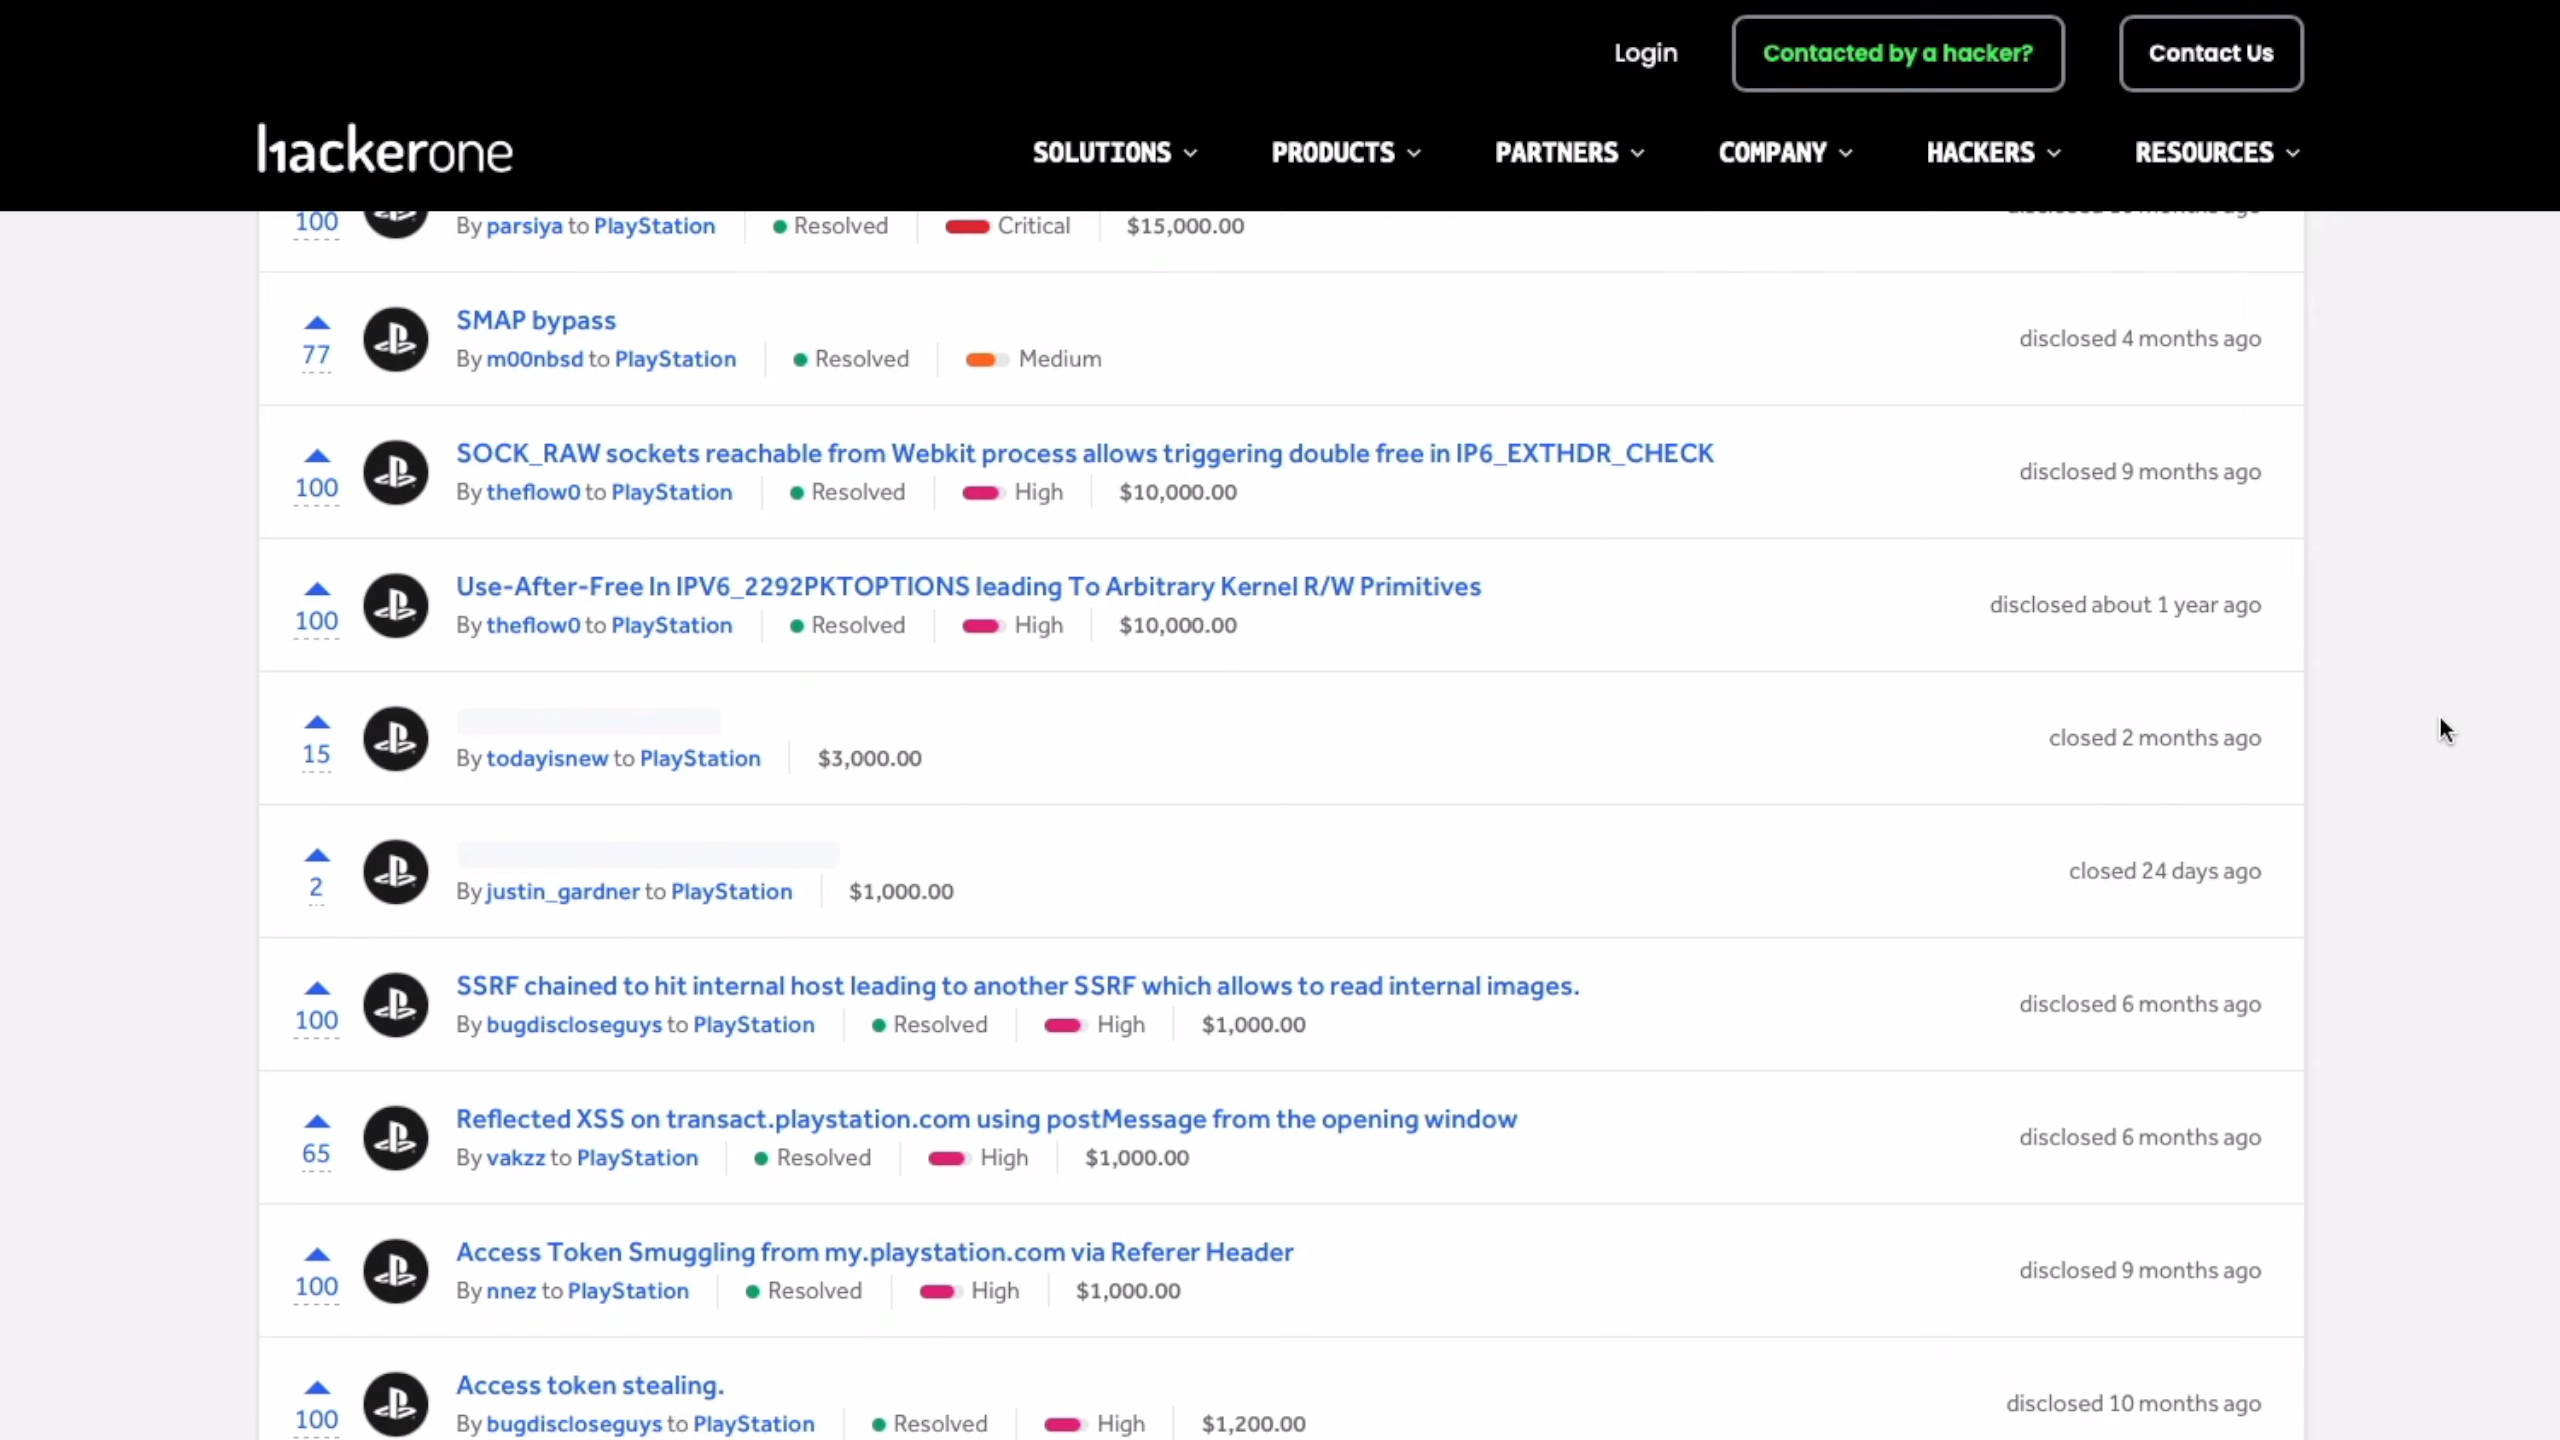 Login
Contacted by a hacker?
Contact Us
hackerone
SOLUTIONS
PRODUCTS
PARTNERS
COMPANY
HACKERS
RESOURCES
100
By parsiya to PlayStation
Resolved
Critical
$15,000.00
SMAP bypass
77
By m00nbsd to PlayStation
Resolved
Medium
disclosed 4 months ago
SOCK_RAW sockets reachable from Webkit process allows triggering double free in IP6_EXTHDR_CHECK
100
By theflow0 to PlayStation
Resolved
High
$10,000.00
disclosed 9 months ago
Use-After-Free In IPV6_2292PKTOPTIONS leading To Arbitrary Kernel R/W Primitives
100
By theflow0 to PlayStation
Resolved
High
$10,000.00
disclosed about 1 year ago
15
By todayisnew to PlayStation
$3,000.00
closed 2 months ago
2
By justin_gardner to PlayStation
$1,000.00
closed 24 days ago
SSRF chained to hit internal host leading to another SSRF which allows to read internal images.
100
By bugdiscloseguys to PlayStation
Resolved
High
$1,000.00
disclosed 6 months ago
Reflected XSS on transact.playstation.com using postMessage from the opening window
65
By vakzz to PlayStation
Resolved
High
$1,000.00
disclosed 6 months ago
Access Token Smuggling from my.playstation.com via Referer Header
100
By nnez to PlayStation
Resolved
High
$1,000.00
disclosed 9 months ago
Access token stealing.
100
By bugdiscloseguys to PlayStation
Resolved
High
$1,200.00
disclosed 10 months ago